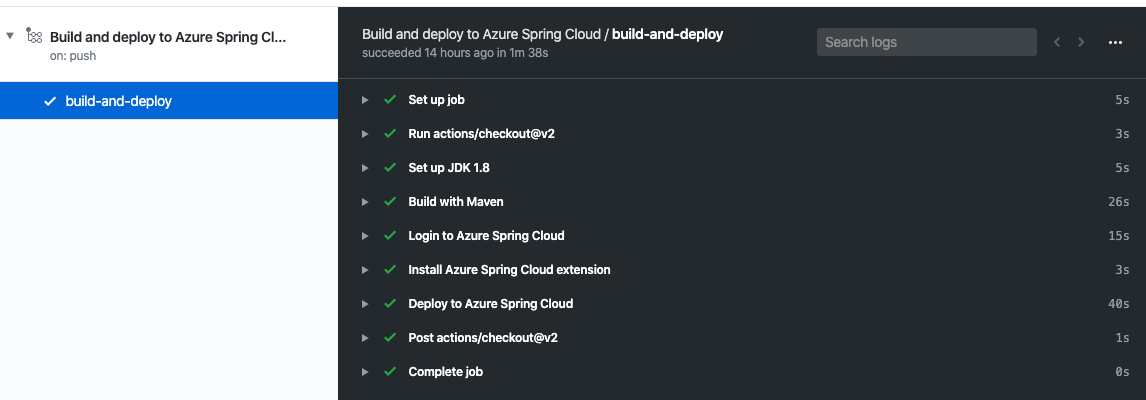 Build and deploy to Azure Spring Cl...
on: push
build-and-deploy
Build and deploy to Azure Spring Cloud / build-and-deploy
succeeded 14 hours ago in 1m 38s
Search logs
Set up job 5s
Run actions/checkout@v2 3s
Set up JDK 1.8 5s
Build with Maven 26s
Login to Azure Spring Cloud 15s
Install Azure Spring Cloud extension 3s
Deploy to Azure Spring Cloud 40s
Post actions/checkout@v2 1s
Complete job 0s